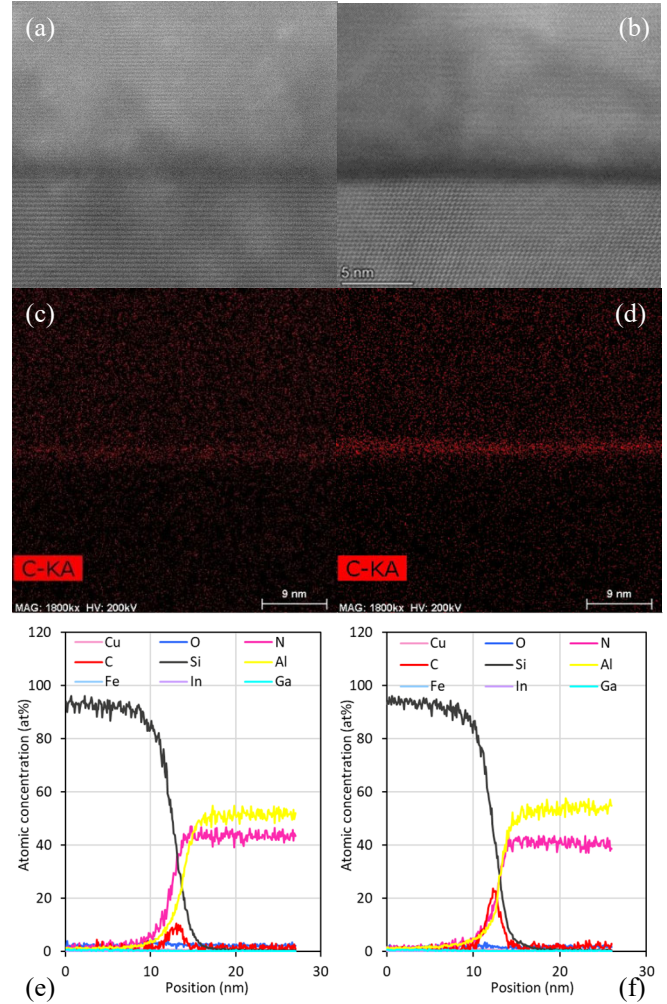 (a)
(b)
5 nm
(c)
(d)
C-KA
C-KA
MAG: 1800kx HV: 200kV
9 nm
MAG: 1800kx HV: 200kV
9 nm
120
100
80
60
40
20
0
Atomic concentration (at%)
Cu O N
C Si Al
Fe In Ga
0 10 20 30
Position (nm)
(e)
120
100
80
60
40
20
0
Atomic concentration (at%)
Cu O N
C Si Al
Fe In Ga
0 10 20 30
Position (nm)
(f)